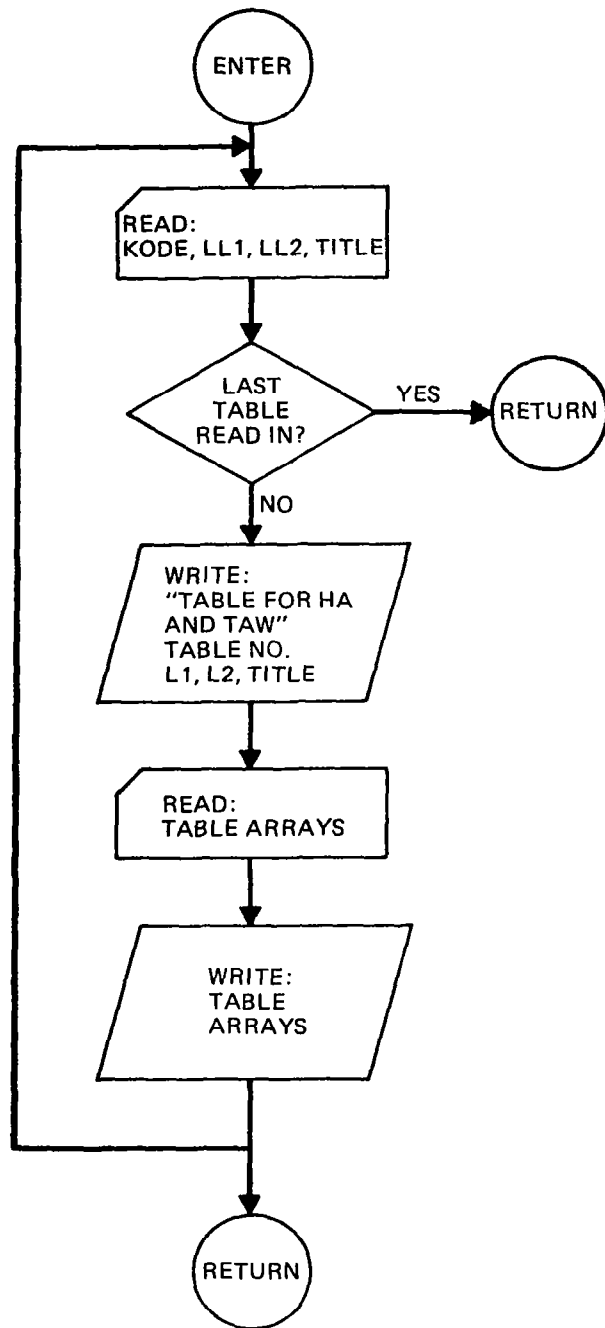 ENTER
READ:
KODE, LL1, LL2, TITLE
LAST
TABLE
READ IN?
YES
RETURN
NO
WRITE:
"TABLE FOR HA
AND TAW"
TABLE NO.
L1, L2, TITLE
READ:
TABLE ARRAYS
WRITE:
TABLE
ARRAYS
RETURN